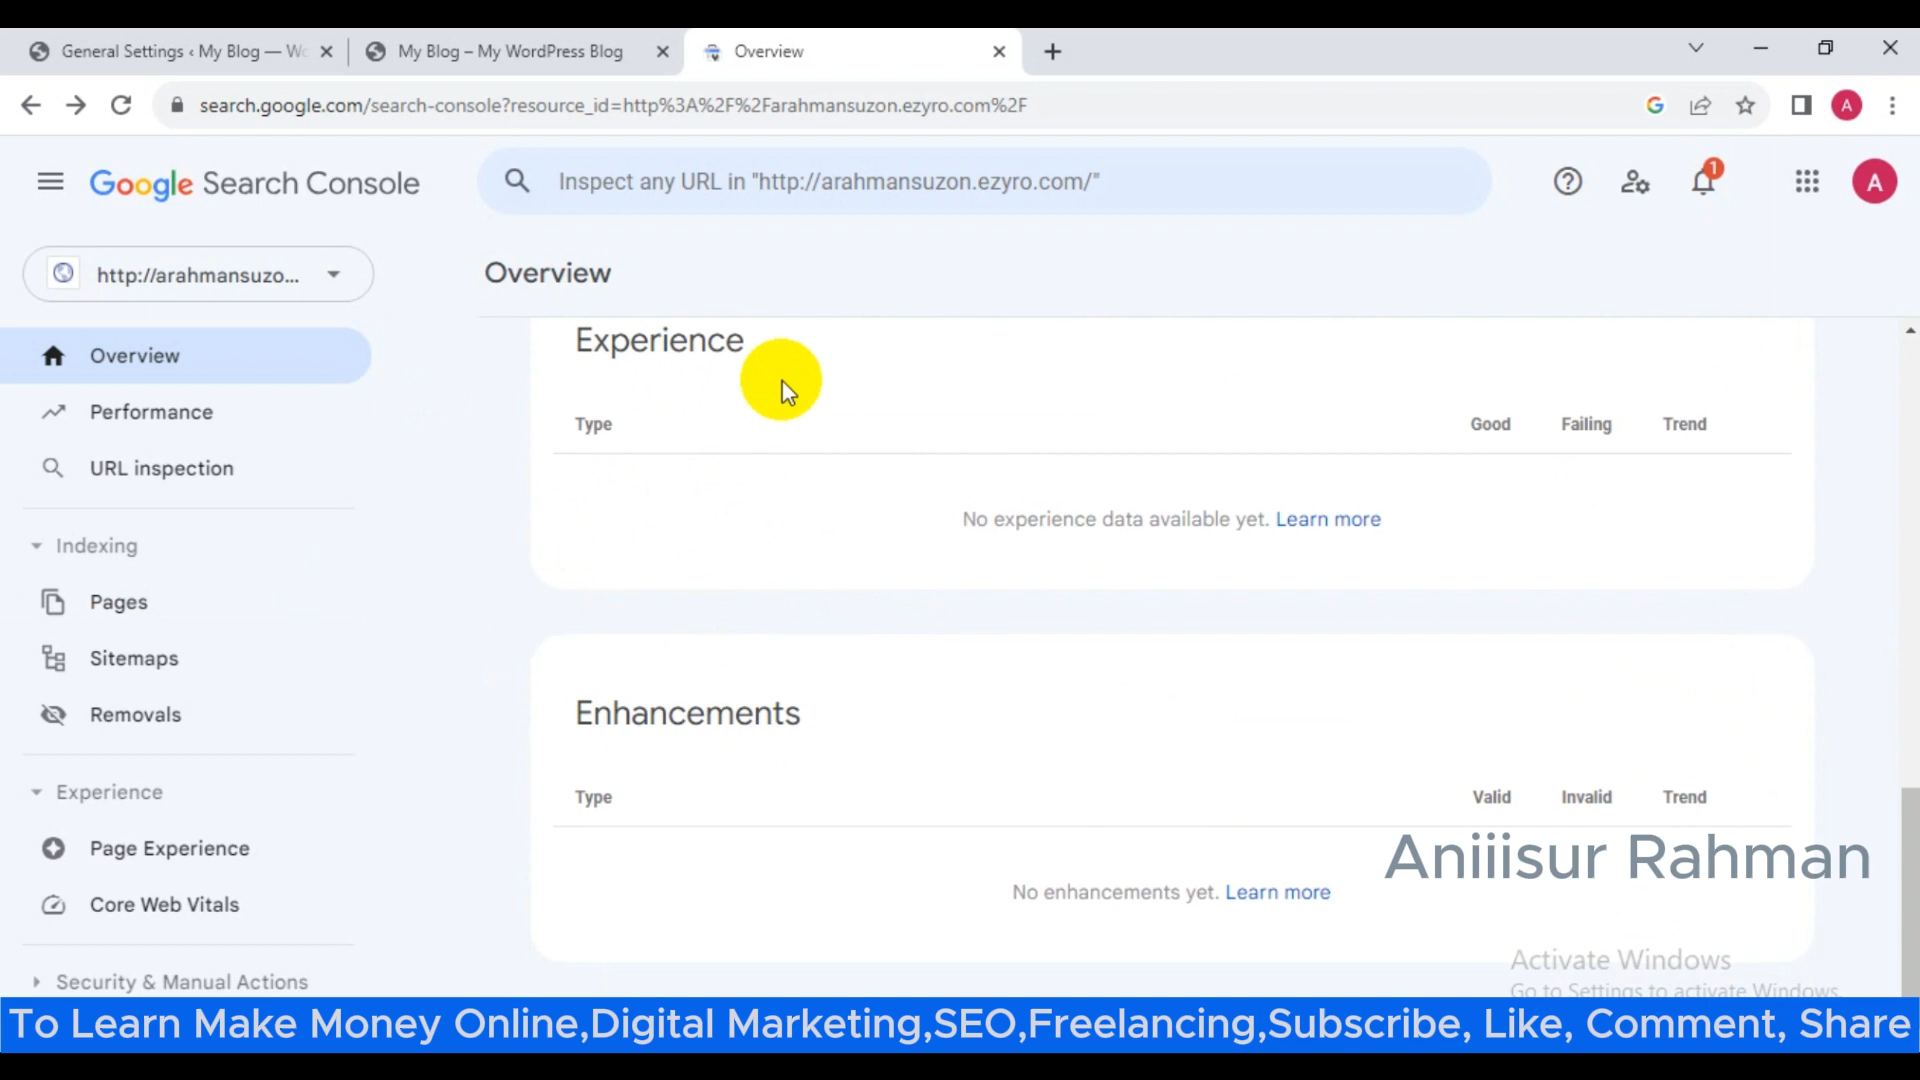 General Settings ‹ My Blog — Wo
My Blog – My WordPress Blog
Overview
search.google.com/search-console?resource_id=http%3A%2F%2Farahmansuzon.ezyro.com%2F
A
Google Search Console
Inspect any URL in "http://arahmansuzon.ezyro.com/"
1
A
http://arahmansuzo...
Overview
Overview
Performance
URL inspection
Indexing
Pages
Sitemaps
Removals
Experience
Page Experience
Core Web Vitals
Security & Manual Actions
Experience
Type Good Failing Trend
No experience data available yet. Learn more
Enhancements
Type Valid Invalid Trend
Aniiisur Rahman
No enhancements yet. Learn more
Activate Windows
Go to Settings to activate Windows.
To Learn Make Money Online,Digital Marketing,SEO,Freelancing,Subscribe, Like, Comment, Share